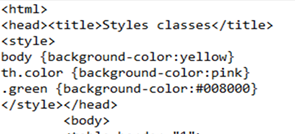 <html>
<head><title>Styles classes</title>
<style>
body {background-color:yellow}
th.color {background-color:pink}
.green {background-color:#008000}
</style></head>
<body>